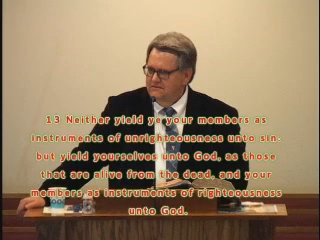 13 Neither yield ye your members as
instruments of unrighteousness unto sin:
but yield yourselves unto God, as those
that are alive from the dead, and your
members as instruments of righteousness
unto God.